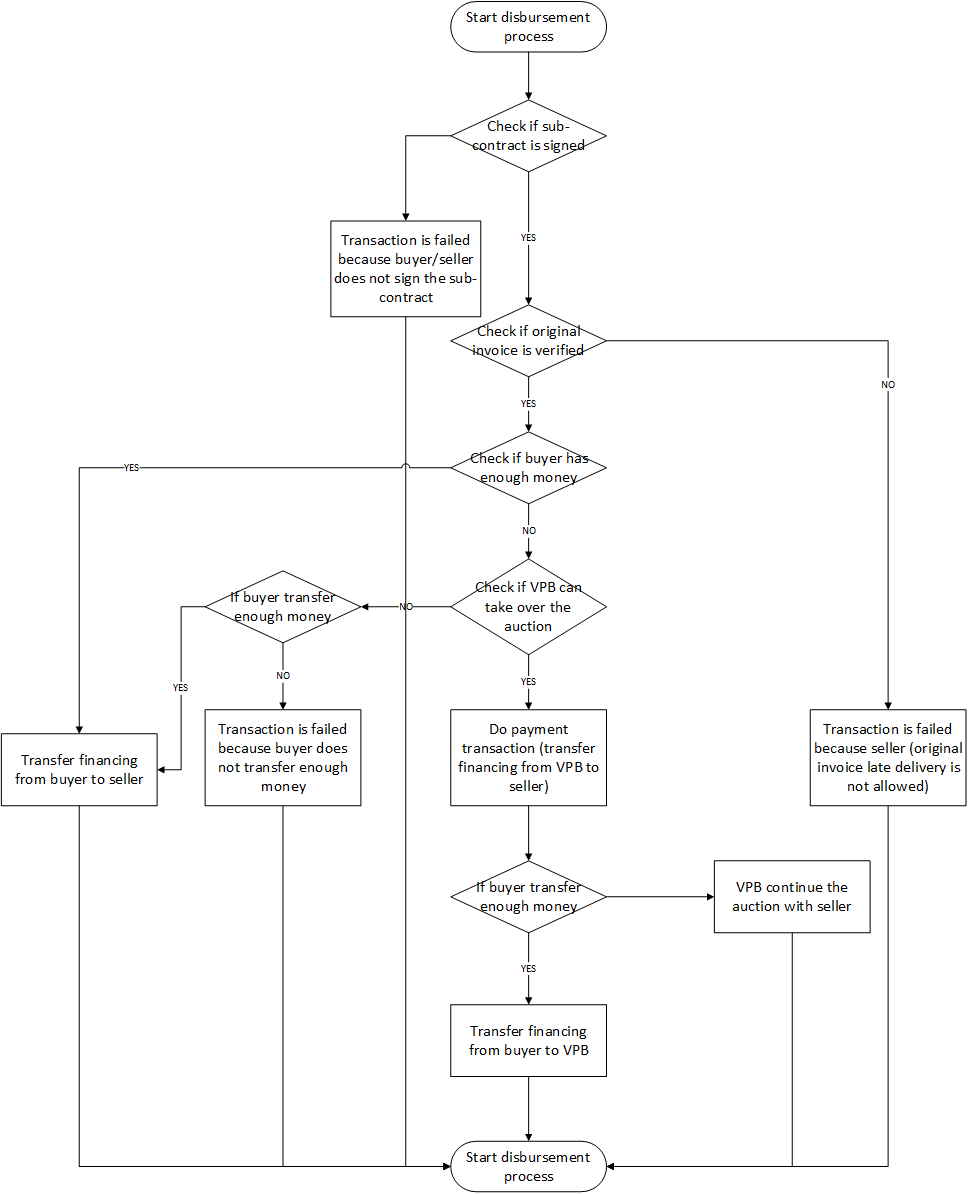 Start disbursement
process
Check if sub-
contract is signed
Transaction is failed
because buyer/seller
does not sign the sub-
contract
YES
Check if original
invoice is verified
NO
YES
Check if buyer has
enough money
YES
NO
Check if VPB can
take over the
auction
NO
If buyer transfer
enough money
YES
NO
YES
Transfer financing
from buyer to seller
Transaction is failed
because buyer does
not transfer enough
money
Do payment
transaction (transfer
financing from VPB to
seller)
Transaction is failed
because seller (original
invoice late delivery is
not allowed)
If buyer transfer
enough money
VPB continue the
auction with seller
YES
Transfer financing
from buyer to VPB
Start disbursement
process